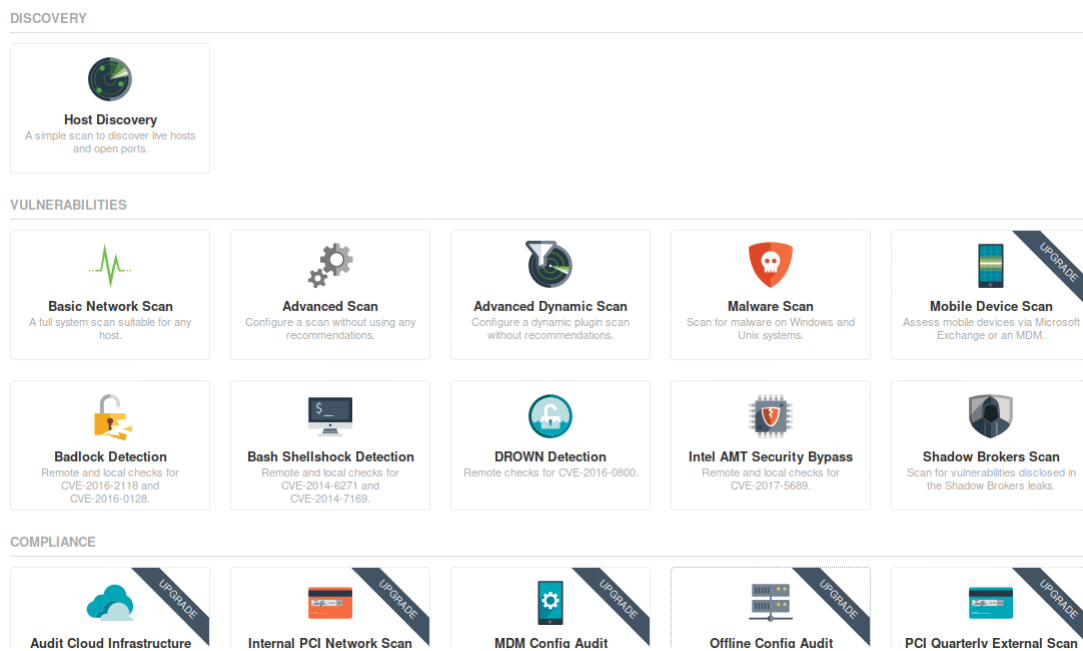 DISCOVERY
Host Discovery
A simple scan to discover live hosts
and open ports.
VULNERABILITIES
Basic Network Scan
A full system scan suitable for any
host.
Advanced Scan
Configure a scan without using any
recommendations.
Advanced Dynamic Scan
Configure a dynamic plugin scan
without recommendations.
Malware Scan
Scan for malware on Windows and
Unix systems.
UPGRADE
Mobile Device Scan
Assess mobile devices via Microsoft
Exchange or an MDM.
Badlock Detection
Remote and local checks for
CVE-2016-2118 and
CVE-2016-0128.
$_
Bash Shellshock Detection
Remote and local checks for
CVE-2014-6271 and
CVE-2014-7169.
DROWN Detection
Remote checks for CVE-2016-0800.
Intel AMT Security Bypass
Remote and local checks for
CVE-2017-5689.
Shadow Brokers Scan
Scan for vulnerabilities disclosed in
the Shadow Brokers leaks.
COMPLIANCE
UPGRADE
Audit Cloud Infrastructure
UPGRADE
Internal PCI Network Scan
UPGRADE
MDM Config Audit
UPGRADE
Offline Config Audit
UPGRADE
PCI Quarterly External Scan